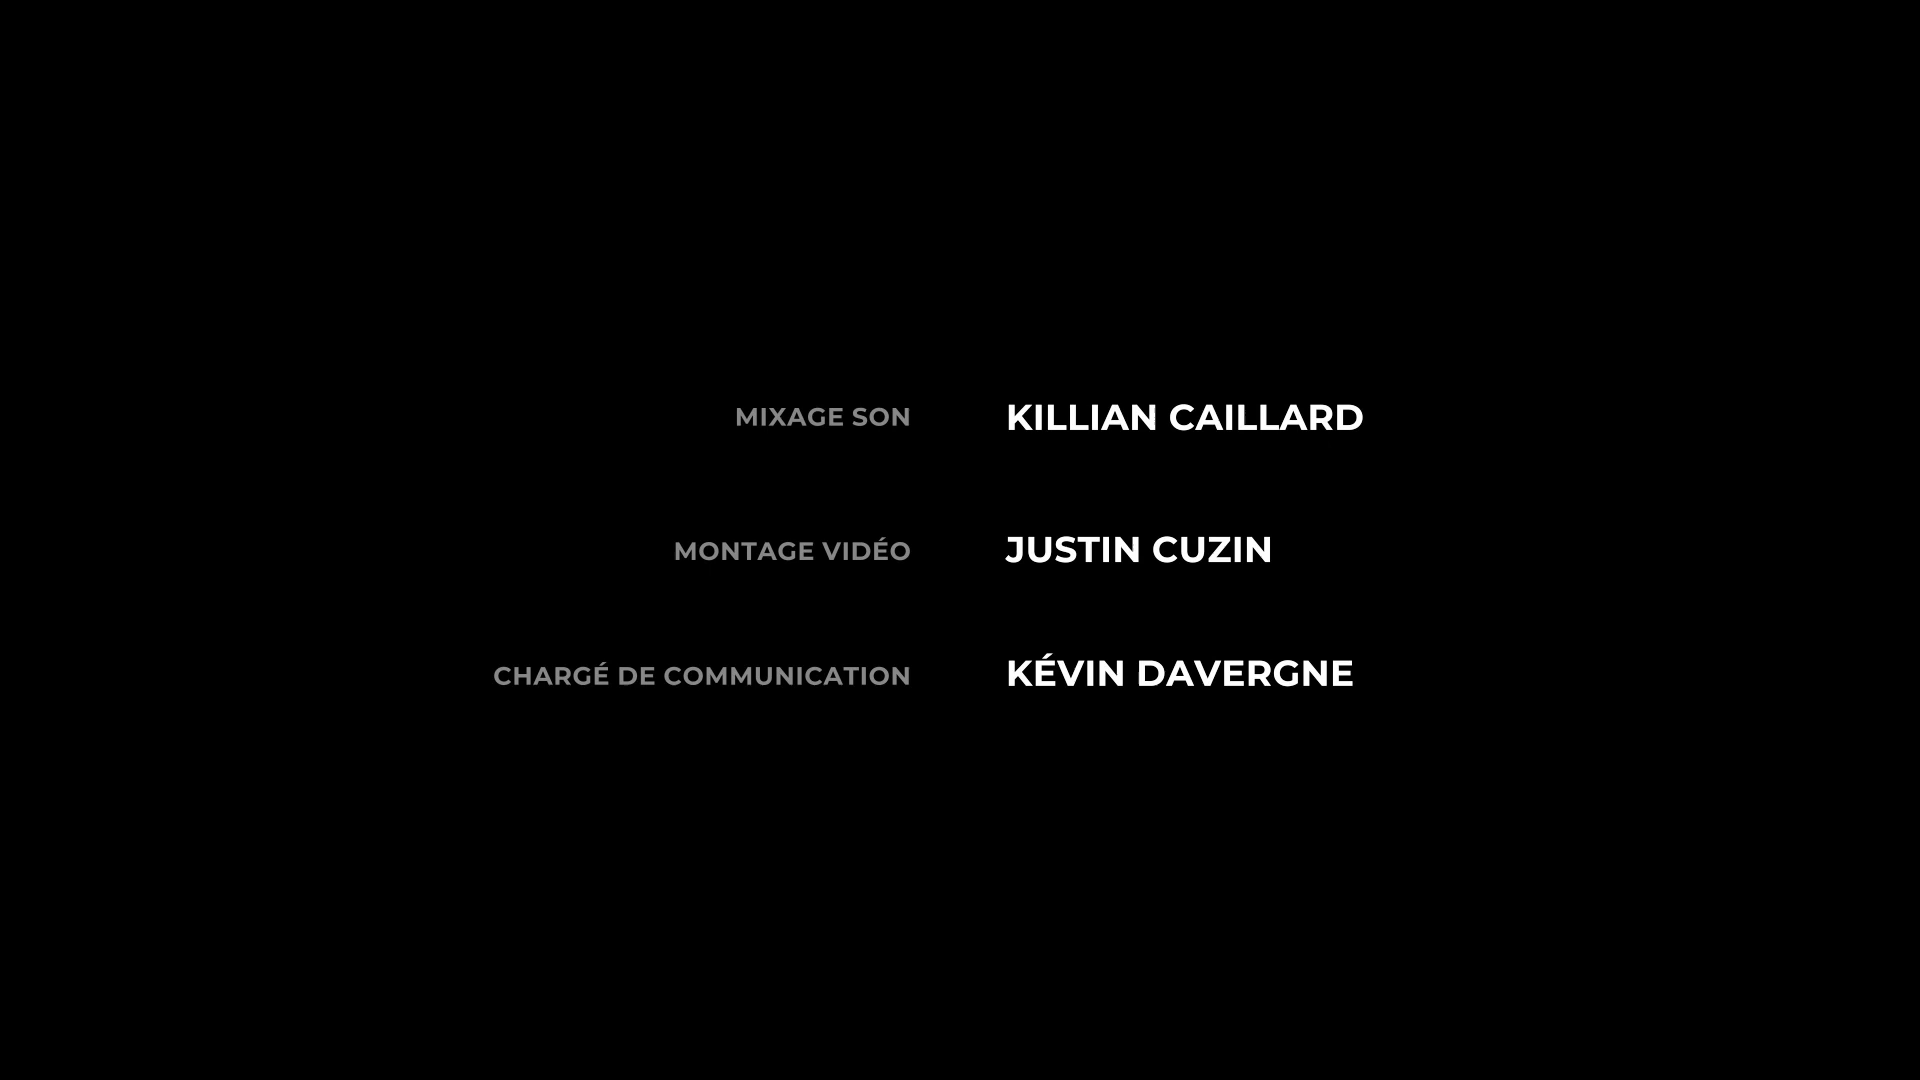 MIXAGE SON KILLIAN CAILLARD
MONTAGE VIDÉO JUSTIN CUZIN
CHARGÉ DE COMMUNICATION KÉVIN DAVERGNE